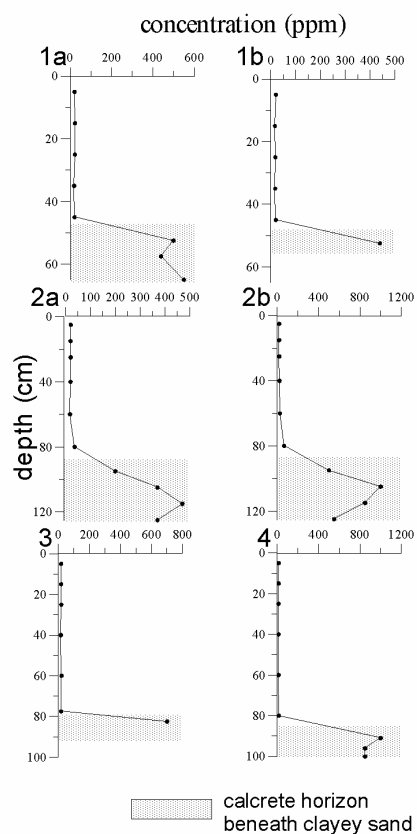 concentration (ppm)
1a
0 200 400 600
0
20
40
60
1b
0 100 200 300 400 500
0
20
40
60
2a
0 100 200 300 400 500
0
40
80
120
2b
0 400 800 1200
0
40
80
120
depth (cm)
3
0 200 400 600 800
0
20
40
60
80
100
4
0 400 800 1200
0
20
40
60
80
100
calcrete horizon
beneath clayey sand